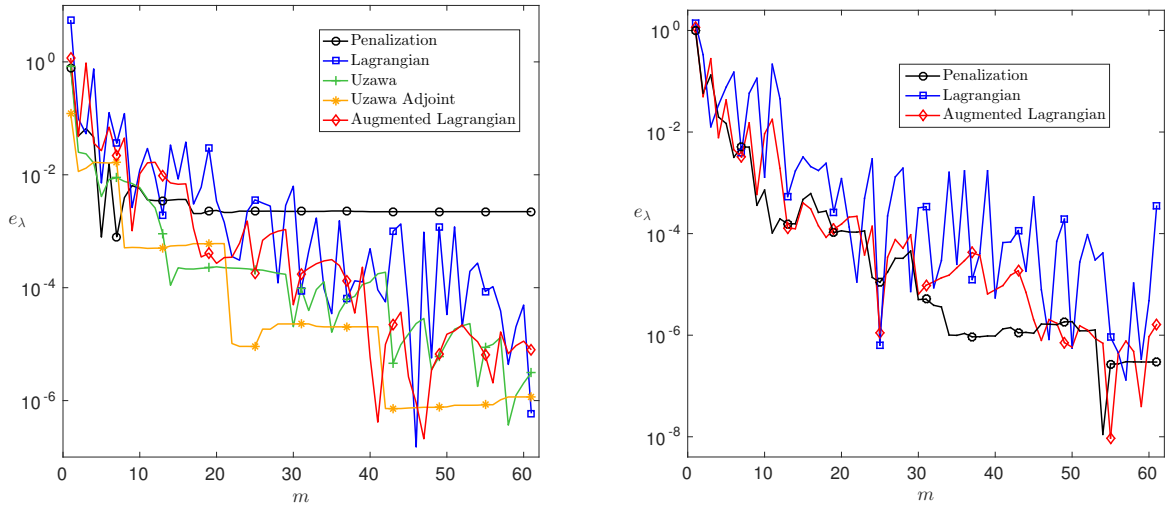 10^0
10^-2
10^-4
10^-6
e_λ
0 10 20 30 40 50 60
m
Penalization
Lagrangian
Uzawa
Uzawa Adjoint
Augmented Lagrangian
10^0
10^-2
10^-4
10^-6
10^-8
e_λ
0 10 20 30 40 50 60
m
Penalization
Lagrangian
Augmented Lagrangian